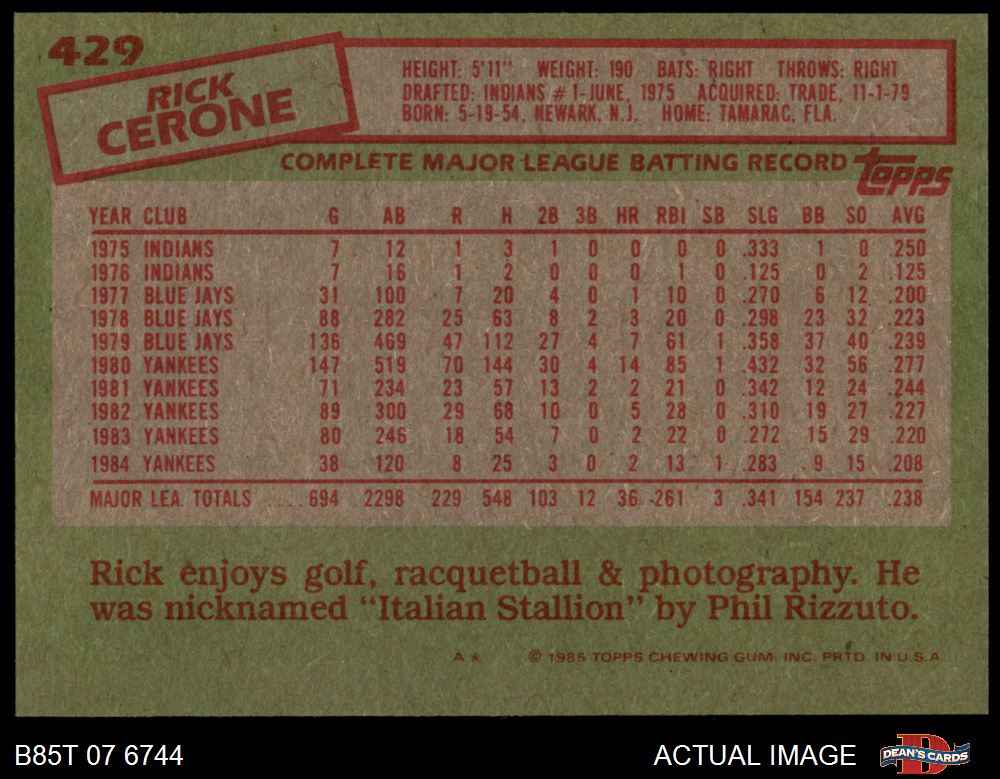 429
RICK
CERONE
HEIGHT: 5'11" WEIGHT: 190 BATS: RIGHT THROWS: RIGHT
DRAFTED: INDIANS #1-JUNE, 1975 ACQUIRED: TRADE, 11-1-79
BORN: 5-19-54, NEWARK, N.J. HOME: TAMARAC, FLA.
COMPLETE MAJOR LEAGUE BATTING RECORD topps
YEAR CLUB G AB R H 2B 3B HR RBI SB SLG BB SO AVG
1975 INDIANS 7 12 1 3 1 0 0 0 0 .333 1 0 .250
1976 INDIANS 7 16 1 2 0 0 0 1 0 .125 0 2 .125
1977 BLUE JAYS 31 100 7 20 4 0 1 10 0 .270 6 12 .200
1978 BLUE JAYS 88 282 25 63 8 2 3 20 0 .298 23 32 .223
1979 BLUE JAYS 136 469 47 112 27 4 7 61 1 .358 37 40 .239
1980 YANKEES 147 519 70 144 30 4 14 85 1 .432 32 56 .277
1981 YANKEES 71 234 23 57 13 2 2 21 0 .342 12 24 .244
1982 YANKEES 89 300 29 68 10 0 5 28 0 .310 19 27 .227
1983 YANKEES 80 246 18 54 7 0 2 22 0 .272 15 29 .220
1984 YANKEES 38 120 8 25 3 0 2 13 1 .283 9 15 .208
MAJOR LEA. TOTALS ..... 694 2298 229 548 103 12 36 261 3 .341 154 237 .238
Rick enjoys golf, racquetball & photography. He
was nicknamed "Italian Stallion" by Phil Rizzuto.
A* © 1985 TOPPS CHEWING GUM, INC. PRTD. IN U.S.A
B85T 07 6744 ACTUAL IMAGE DEAN'S CARDS